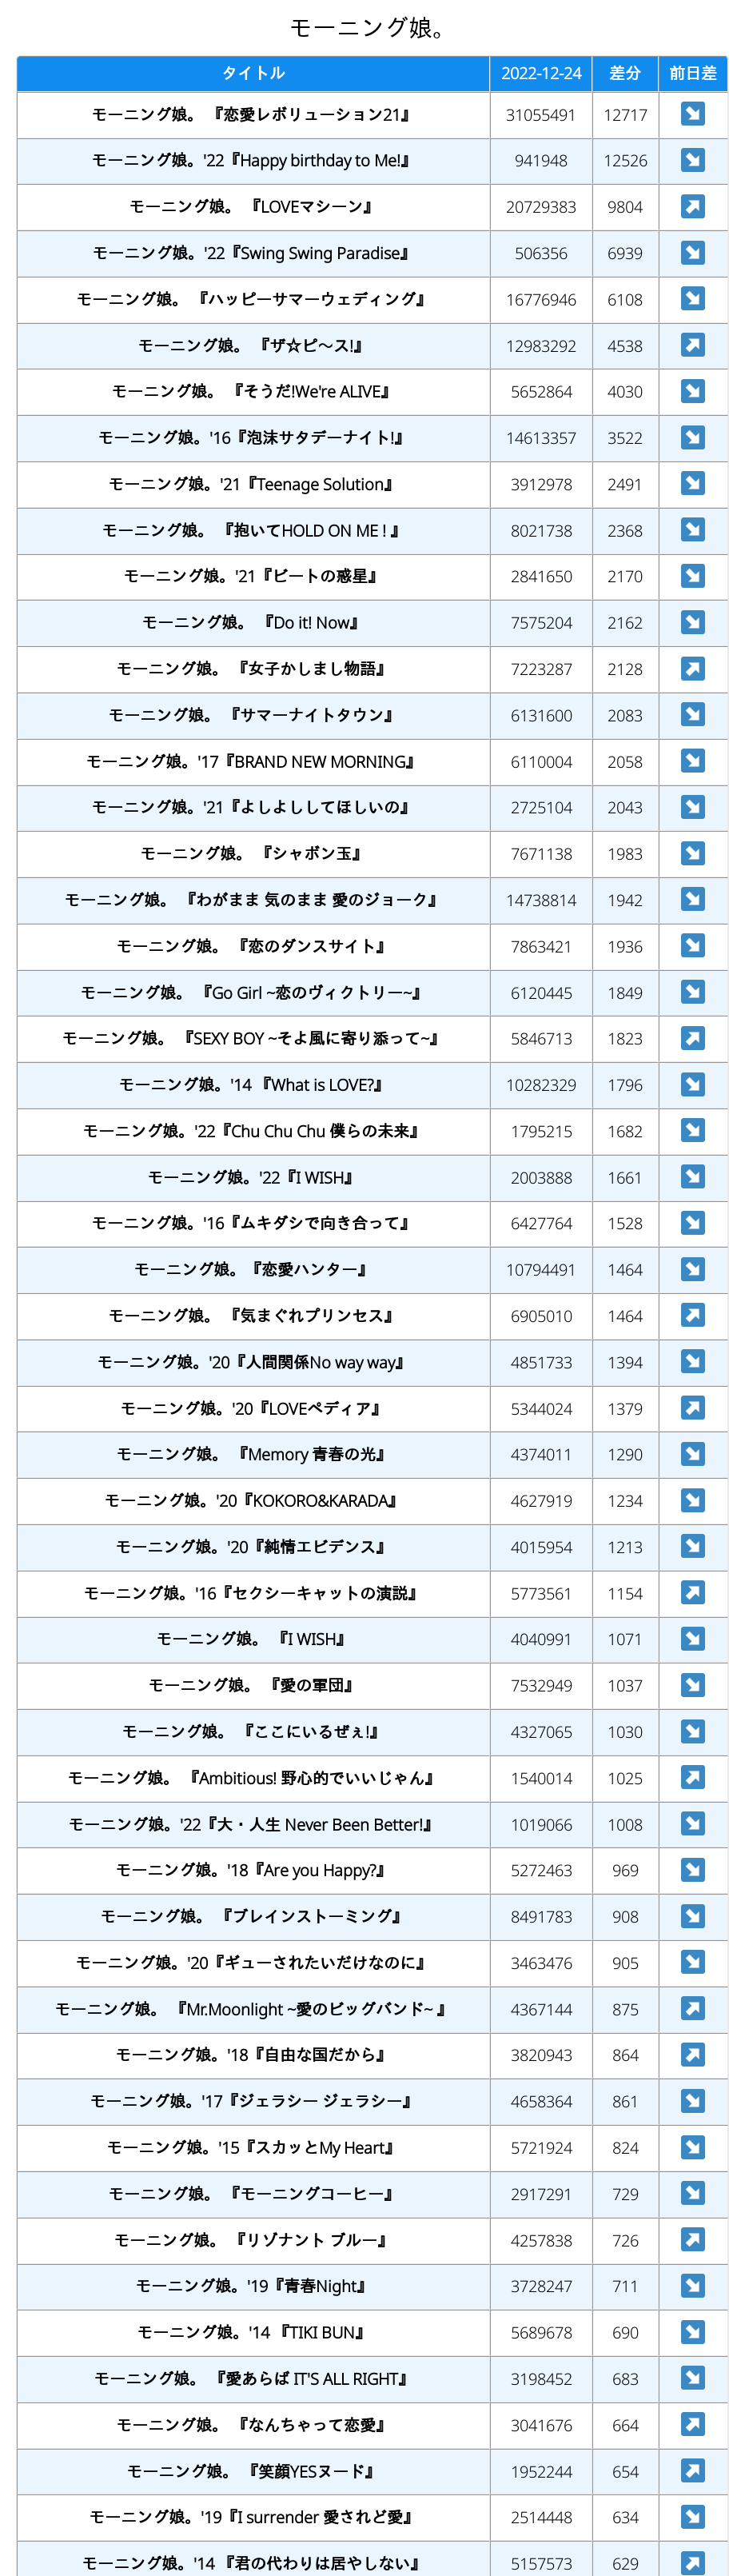 モーニング娘。
タイトル 2022-12-24 差分 前日差
モーニング娘。 『恋愛レボリューション21』 31055491 12717 ↘
モーニング娘。'22『Happy birthday to Me!』 941948 12526 ↘
モーニング娘。 『LOVEマシーン』 20729383 9804 ↗
モーニング娘。'22『Swing Swing Paradise』 506356 6939 ↘
モーニング娘。 『ハッピーサマーウェディング』 16776946 6108 ↘
モーニング娘。 『ザ☆ピ〜ス!』 12983292 4538 ↗
モーニング娘。 『そうだ!We're ALIVE』 5652864 4030 ↘
モーニング娘。'16『泡沫サタデーナイト!』 14613357 3522 ↘
モーニング娘。'21『Teenage Solution』 3912978 2491 ↘
モーニング娘。 『抱いてHOLD ON ME ! 』 8021738 2368 ↘
モーニング娘。'21『ビートの惑星』 2841650 2170 ↘
モーニング娘。 『Do it! Now』 7575204 2162 ↘
モーニング娘。 『女子かしまし物語』 7223287 2128 ↗
モーニング娘。 『サマーナイトタウン』 6131600 2083 ↘
モーニング娘。'17『BRAND NEW MORNING』 6110004 2058 ↘
モーニング娘。'21『よしよししてほしいの』 2725104 2043 ↘
モーニング娘。 『シャボン玉』 7671138 1983 ↘
モーニング娘。 『わがまま 気のまま 愛のジョーク』 14738814 1942 ↘
モーニング娘。 『恋のダンスサイト』 7863421 1936 ↘
モーニング娘。 『Go Girl ~恋のヴィクトリー~』 6120445 1849 ↘
モーニング娘。 『SEXY BOY ~そよ風に寄り添って~』 5846713 1823 ↗
モーニング娘。'14 『What is LOVE?』 10282329 1796 ↘
モーニング娘。'22『Chu Chu Chu 僕らの未来』 1795215 1682 ↘
モーニング娘。'22『I WISH』 2003888 1661 ↘
モーニング娘。'16『ムキダシで向き合って』 6427764 1528 ↘
モーニング娘。『恋愛ハンター』 10794491 1464 ↘
モーニング娘。 『気まぐれプリンセス』 6905010 1464 ↗
モーニング娘。'20『人間関係No way way』 4851733 1394 ↘
モーニング娘。'20『LOVEペディア』 5344024 1379 ↗
モーニング娘。 『Memory 青春の光』 4374011 1290 ↘
モーニング娘。'20『KOKORO&KARADA』 4627919 1234 ↘
モーニング娘。'20『純情エビデンス』 4015954 1213 ↘
モーニング娘。'16『セクシーキャットの演説』 5773561 1154 ↗
モーニング娘。 『I WISH』 4040991 1071 ↘
モーニング娘。 『愛の軍団』 7532949 1037 ↘
モーニング娘。 『ここにいるぜぇ!』 4327065 1030 ↘
モーニング娘。 『Ambitious! 野心的でいいじゃん』 1540014 1025 ↗
モーニング娘。'22『大・人生 Never Been Better!』 1019066 1008 ↘
モーニング娘。'18『Are you Happy?』 5272463 969 ↘
モーニング娘。 『ブレインストーミング』 8491783 908 ↘
モーニング娘。'20『ギューされたいだけなのに』 3463476 905 ↘
モーニング娘。 『Mr.Moonlight ~愛のビッグバンド~ 』 4367144 875 ↗
モーニング娘。'18『自由な国だから』 3820943 864 ↗
モーニング娘。'17『ジェラシー ジェラシー』 4658364 861 ↘
モーニング娘。'15『スカッとMy Heart』 5721924 824 ↘
モーニング娘。 『モーニングコーヒー』 2917291 729 ↘
モーニング娘。 『リゾナント ブルー』 4257838 726 ↗
モーニング娘。'19『青春Night』 3728247 711 ↘
モーニング娘。'14 『TIKI BUN』 5689678 690 ↘
モーニング娘。 『愛あらば IT'S ALL RIGHT』 3198452 683 ↘
モーニング娘。 『なんちゃって恋愛』 3041676 664 ↗
モーニング娘。 『笑顔YESヌード』 1952244 654 ↗
モーニング娘。'19『I surrender 愛されど愛』 2514448 634 ↘
モーニング娘。'14 『君の代わりは居やしない』 5157573 629 ↗